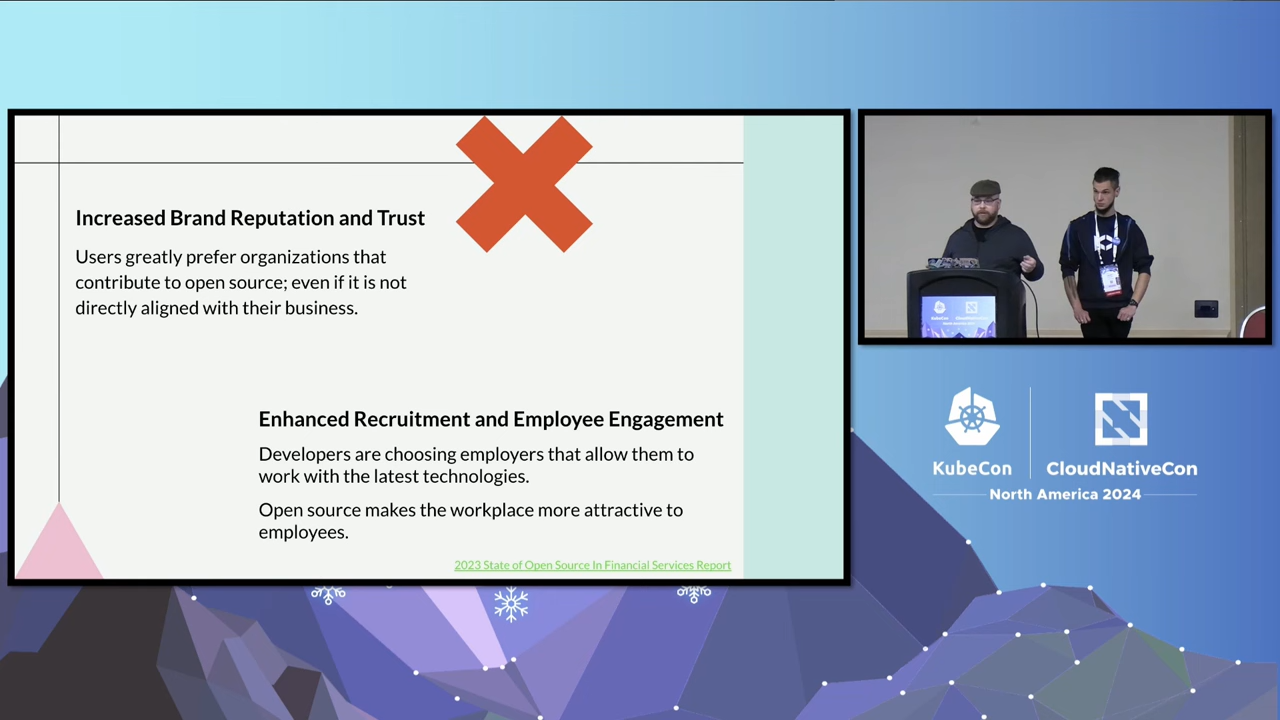 Increased Brand Reputation and Trust
Users greatly prefer organizations that
contribute to open source; even if it is not
directly aligned with their business.
Enhanced Recruitment and Employee Engagement
Developers are choosing employers that allow them to
work with the latest technologies.
Open source makes the workplace more attractive to
employees.
2023 State of Open Source In Financial Services Report
KubeCon
CloudNativeCon
KubeCon CloudNativeCon
North America 2024